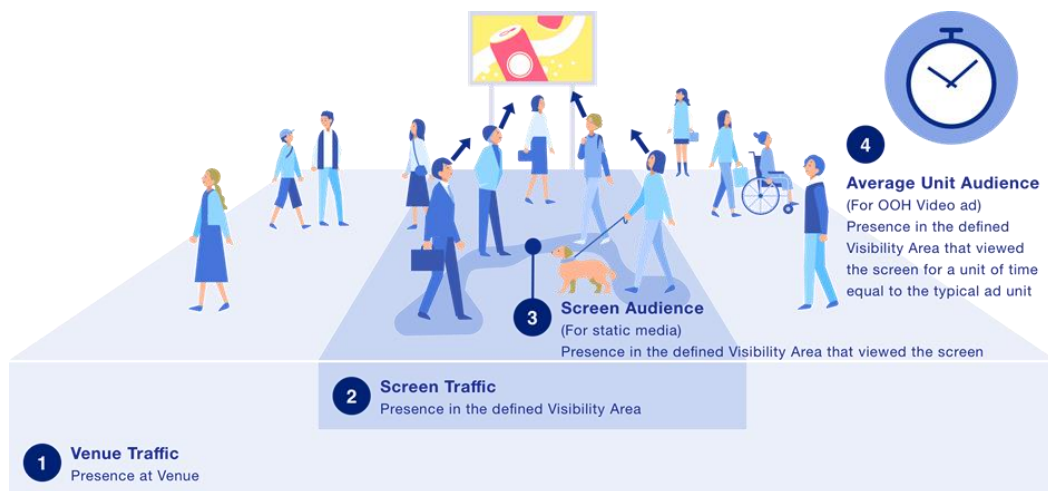 4
Average Unit Audience
(For OOH Video ad)
Presence in the defined
Visibility Area that viewed
the screen for a unit of time
equal to the typical ad unit
3
Screen Audience
(For static media)
Presence in the defined Visibility Area that viewed the screen
2
Screen Traffic
Presence in the defined Visibility Area
1
Venue Traffic
Presence at Venue